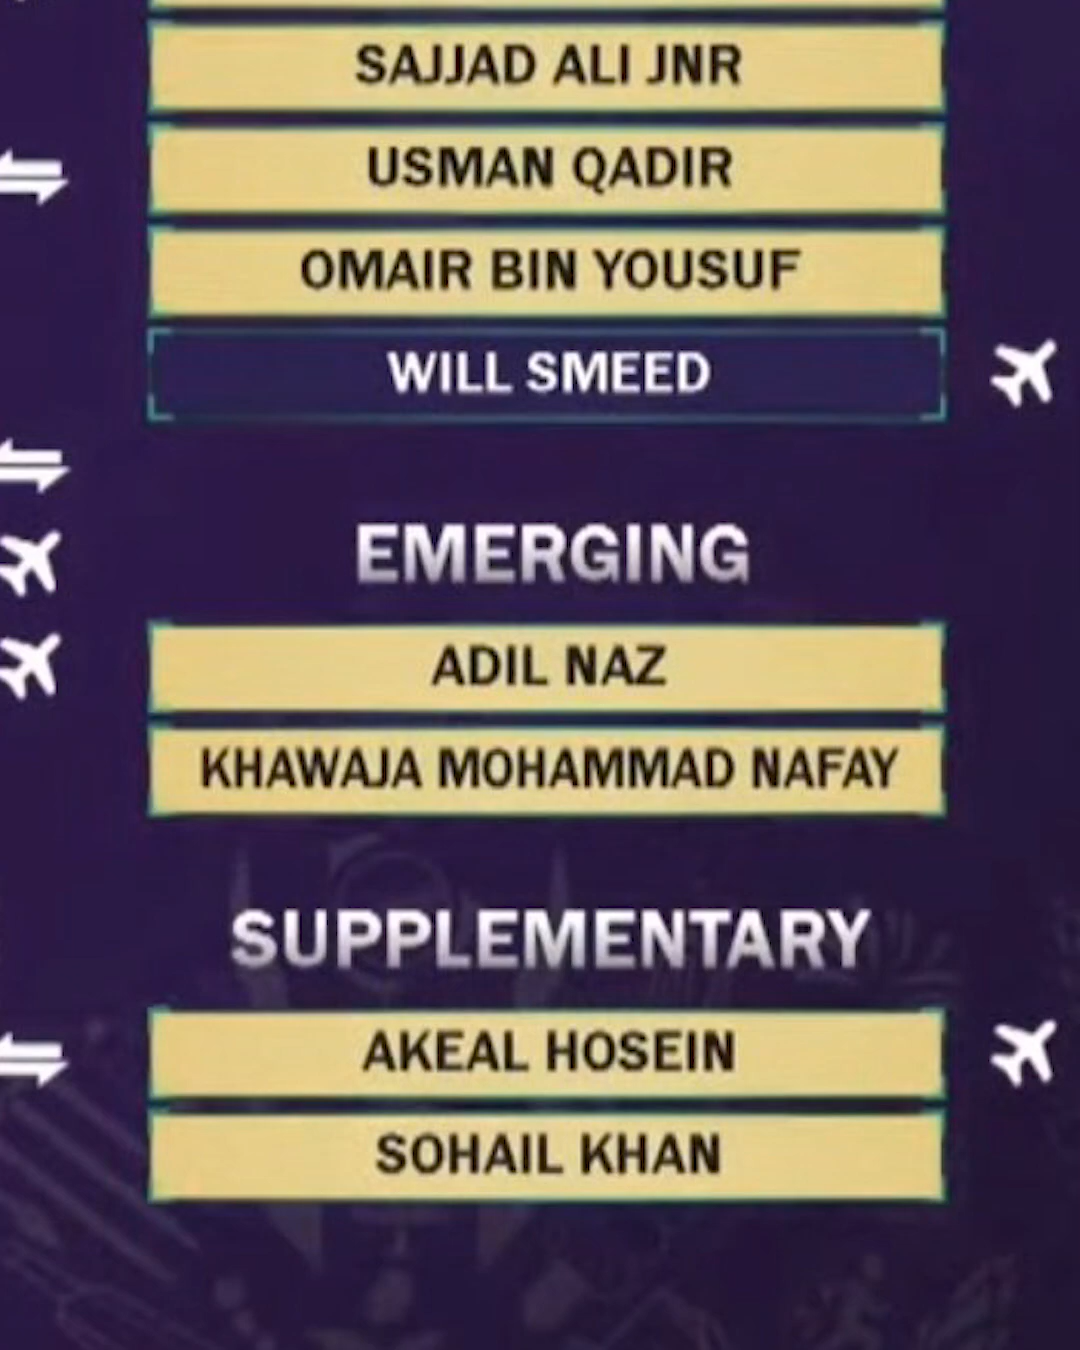 SAJJAD ALI JNR
USMAN QADIR
OMAIR BIN YOUSUF
WILL SMEED
EMERGING
ADIL NAZ
KHAWAJA MOHAMMAD NAFAY
SUPPLEMENTARY
AKEAL HOSEIN
SOHAIL KHAN